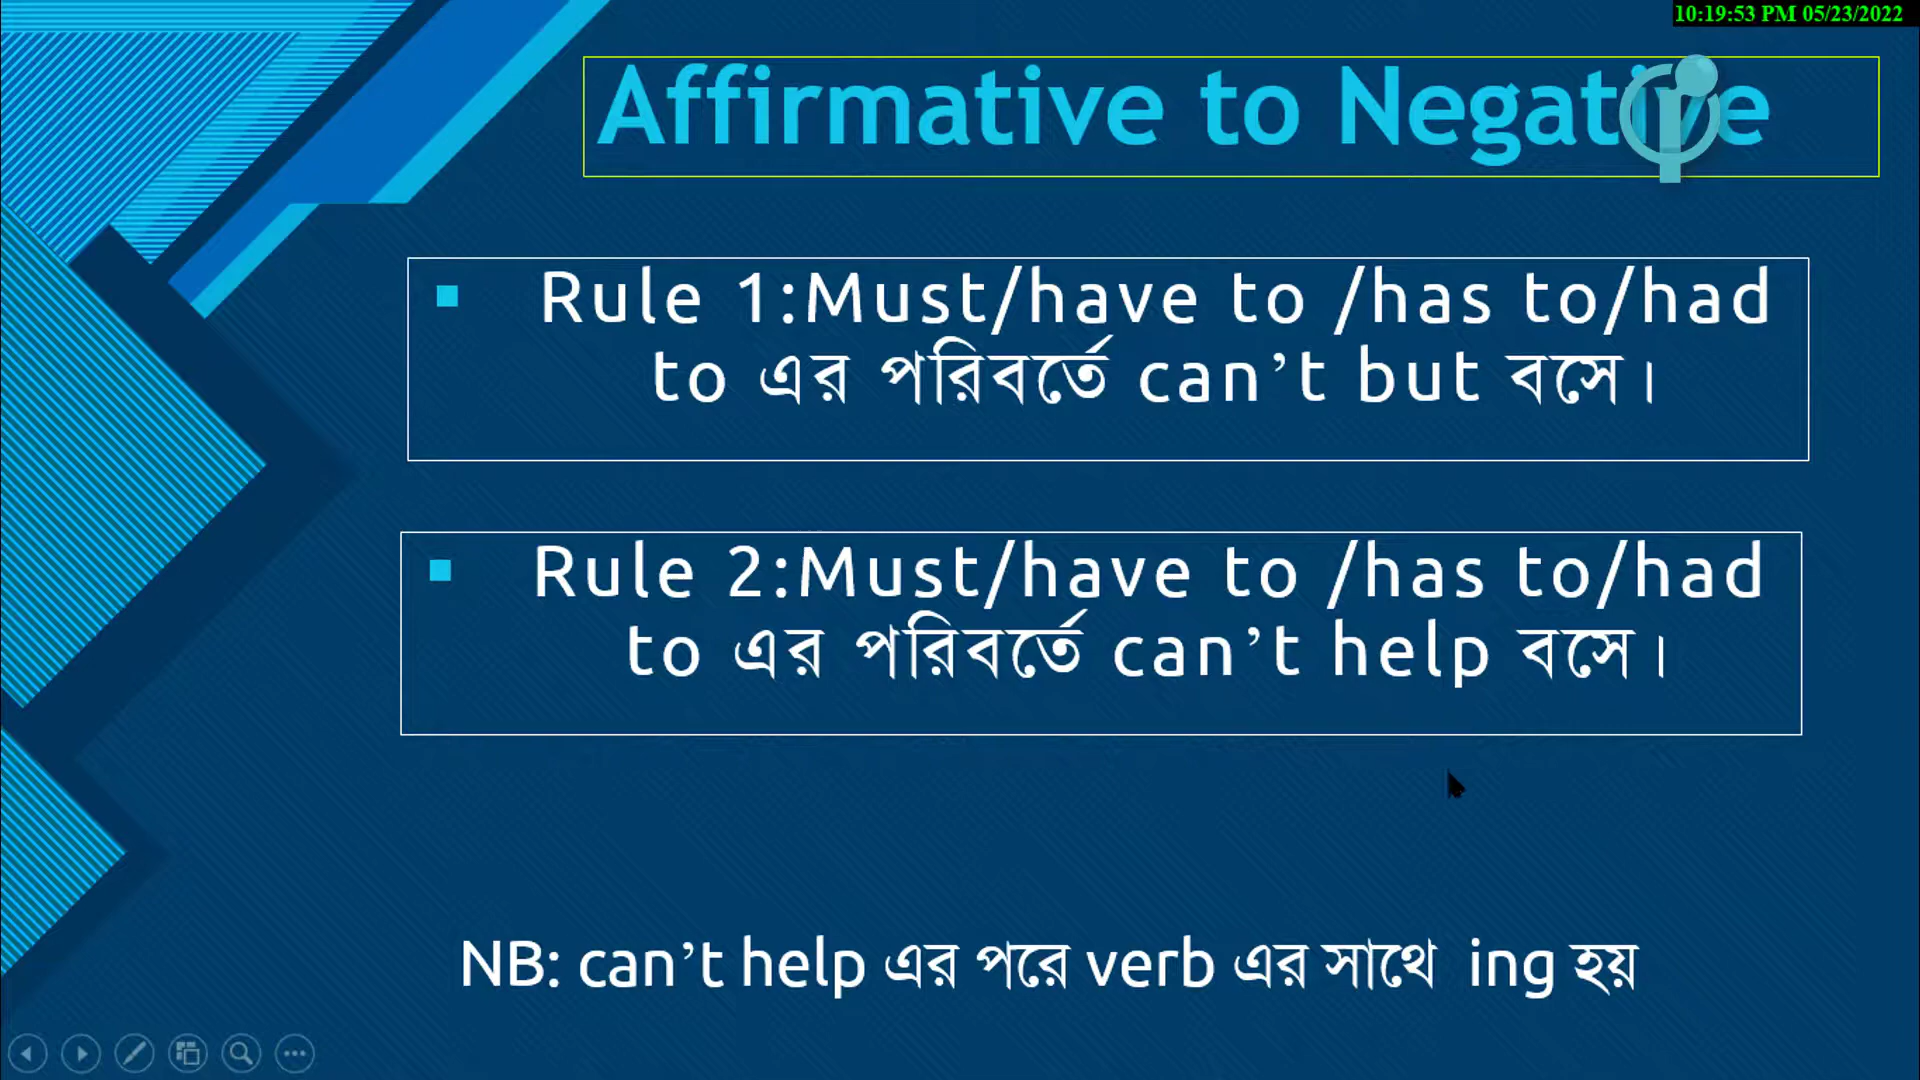 10:19:53 PM 05/23/2022
Affirmative to Negative
Rule 1:Must/have to /has to/had
to এর পরিবর্তে can’t but বসে।
Rule 2:Must/have to /has to/had
to এর পরিবর্তে can’t help বসে।
NB: can’t help এর পরে verb এর সাথে ing হয়